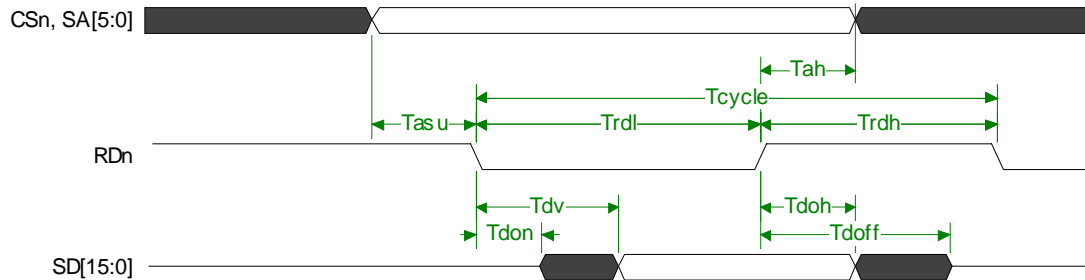 CSn, SA[5:0]
Tah
Tcycle
Tasu
Trdl
Trdh
RDn
Tdv
Tdoh
Tdon
Tdoff
SD[15:0]